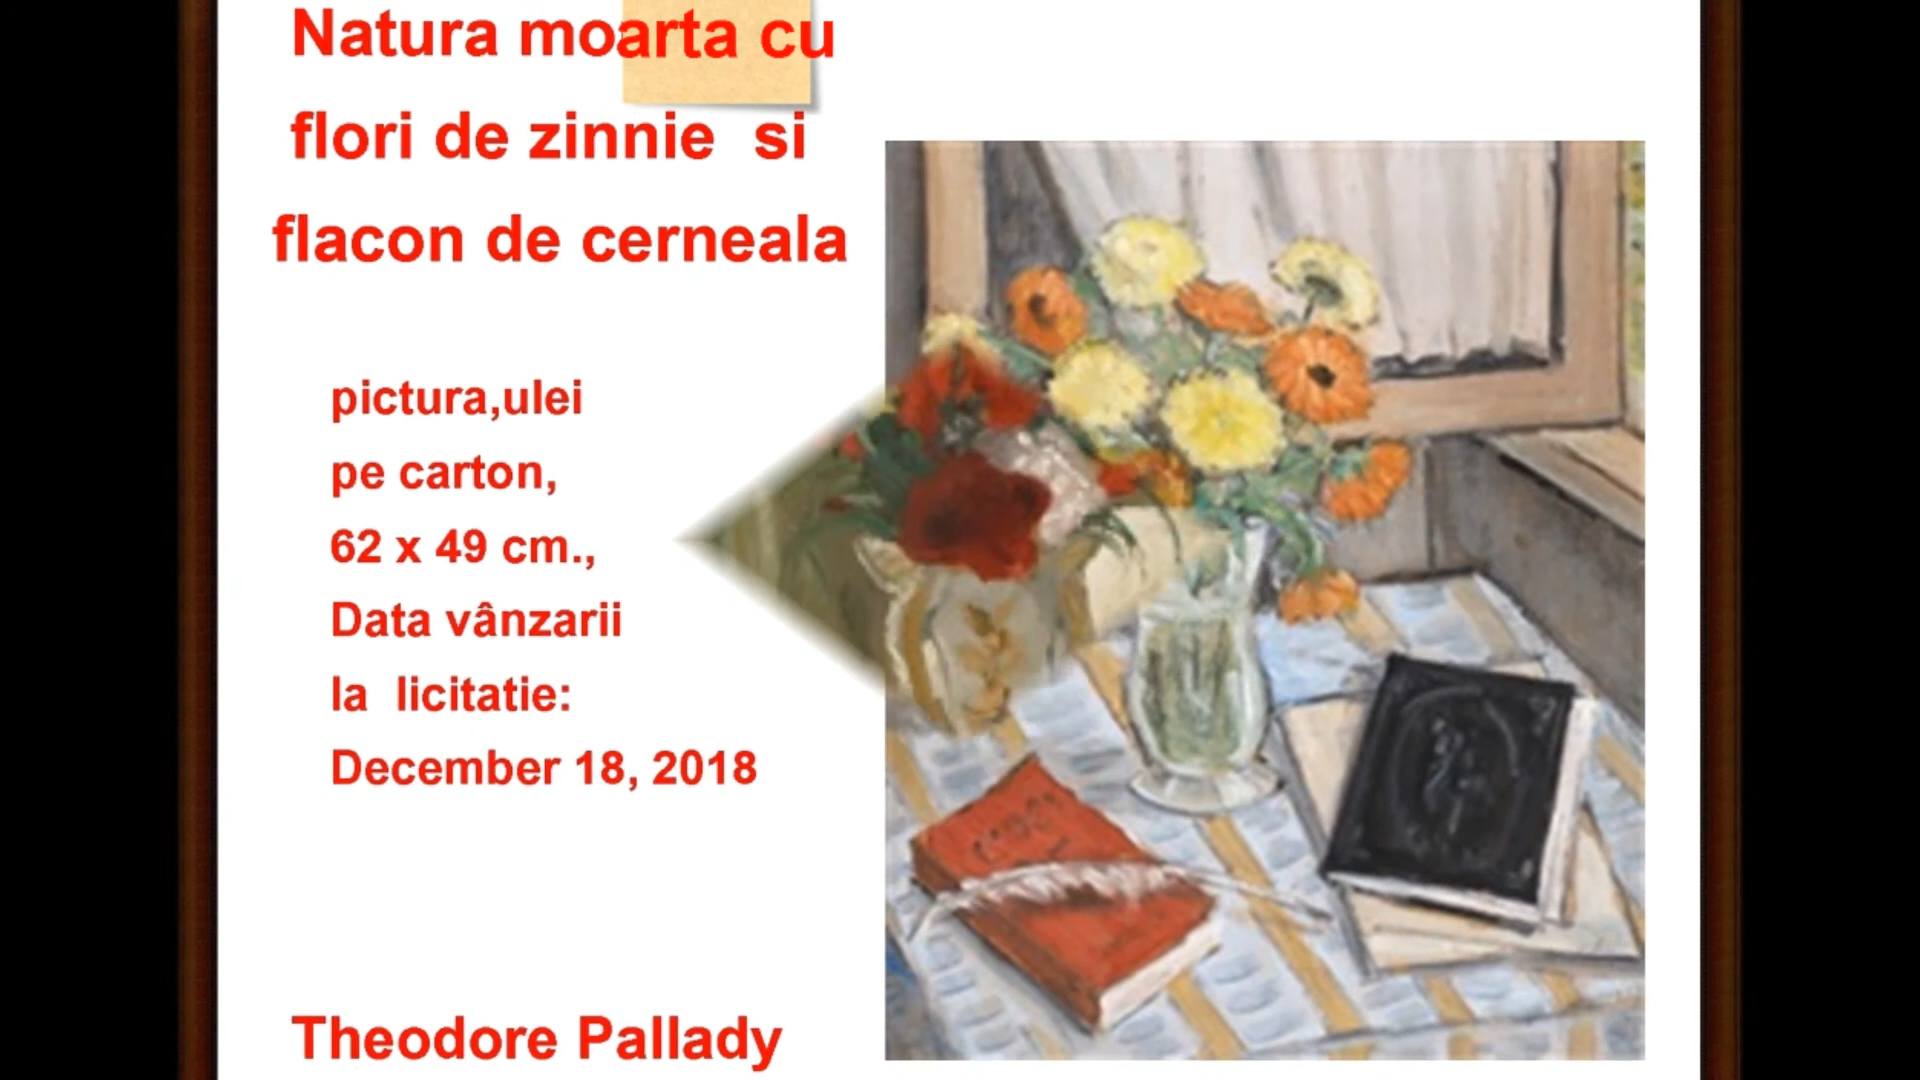 Natura moarta cu
flori de zinnie si
flacon de cerneala
pictura,ulei
pe carton,
62 x 49 cm.,
Data vânzarii
la licitatie:
December 18, 2018
Theodore Pallady